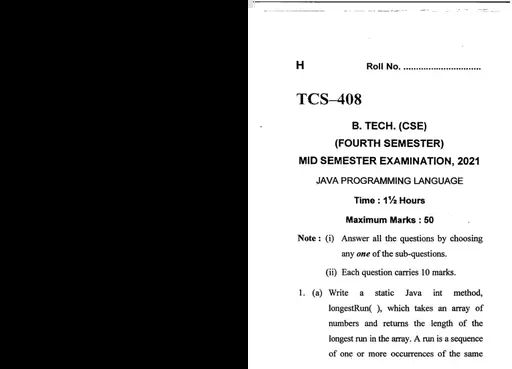 H Roll No. ..............................
TCS–408
B. TECH. (CSE)
(FOURTH SEMESTER)
MID SEMESTER EXAMINATION, 2021
JAVA PROGRAMMING LANGUAGE
Time : 1½ Hours
Maximum Marks : 50
Note : (i) Answer all the questions by choosing
any one of the sub-questions.
(ii) Each question carries 10 marks.
1. (a) Write a static Java int method,
longestRun( ), which takes an array of
numbers and returns the length of the
longest run in the array. A run is a sequence
of one or more occurrences of the same